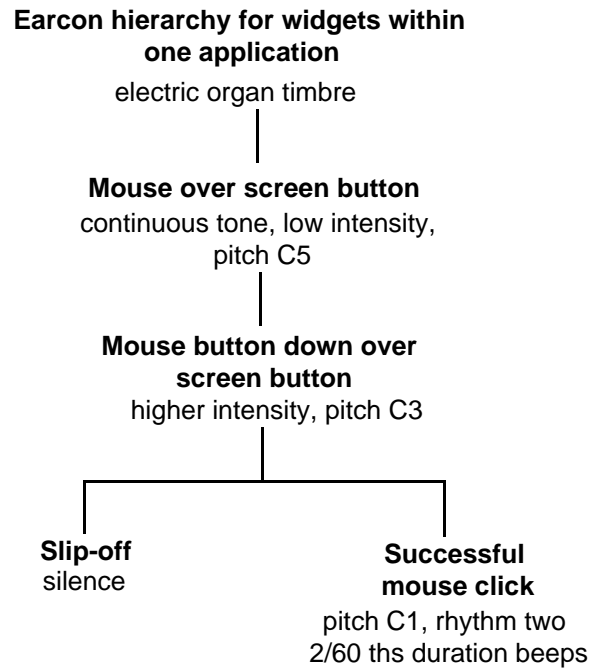 Earcon hierarchy for widgets within
one application
electric organ timbre
Mouse over screen button
continuous tone, low intensity,
pitch C5
Mouse button down over
screen button
higher intensity, pitch C3
Slip-off
silence
Successful
mouse click
pitch C1, rhythm two
2/60 ths duration beeps